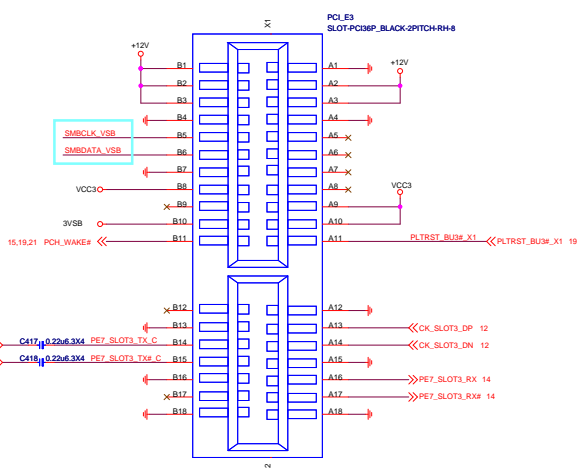 PCI_E3
SLOT-PCI36P_BLACK-2PITCH-RH-8
X1
+12V
+12V
B1 A1
B2 A2
B3 A3
B4 A4
SMBCLK_VSB B5 A5
SMBDATA_VSB B6 A6
B7 A7
VCC3 B8 A8 VCC3
B9 A9
3VSB B10 A10
15,19,21 PCH_WAKE# B11 A11 PLTRST_BU3#_X1 PLTRST_BU3#_X1 19
B12 A12
B13 A13 CK_SLOT3_DP 12
C417 0.22u6.3X4 PE7_SLOT3_TX_C B14 A14 CK_SLOT3_DN 12
C418 0.22u6.3X4 PE7_SLOT3_TX#_C B15 A15
B16 A16 PE7_SLOT3_RX 14
B17 A17 PE7_SLOT3_RX# 14
B18 A18